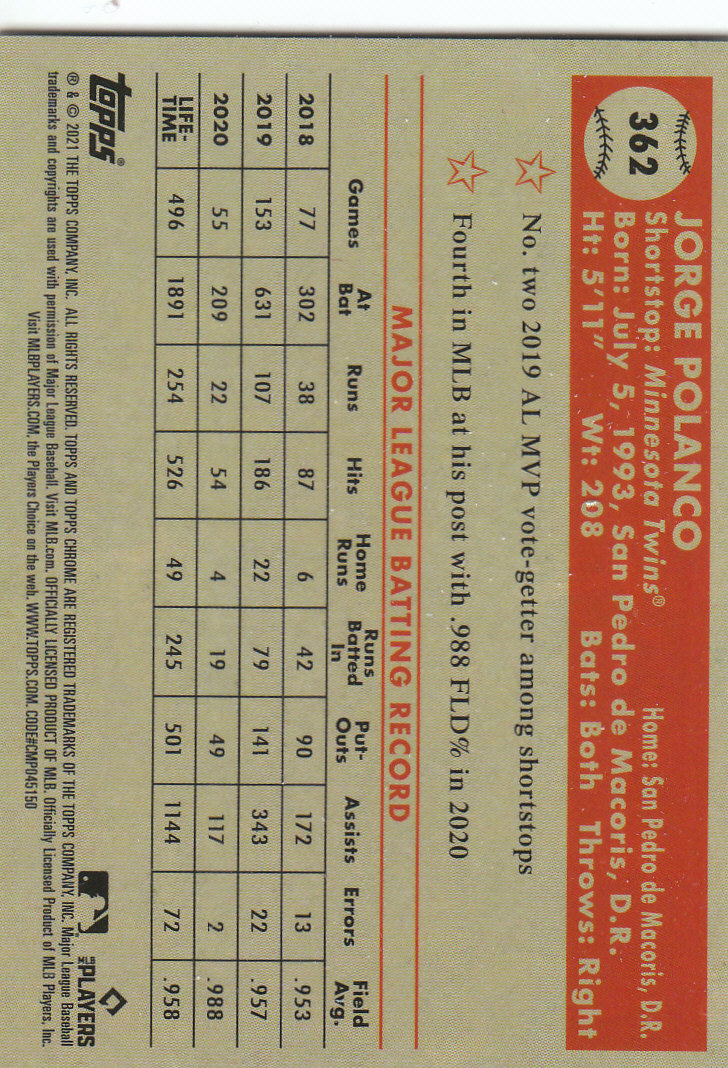 362
JORGE POLANCO
Shortstop: Minnesota Twins® Home: San Pedro de Macoris, D.R.
Born: July 5, 1993, San Pedro de Macoris, D.R.
Ht: 5'11" Wt: 208 Bats: Both Throws: Right
No. two 2019 AL MVP vote-getter among shortstops
Fourth in MLB at his post with .988 FLD% in 2020
MAJOR LEAGUE BATTING RECORD
Games At Bat Runs Hits Home Runs Runs Batted In Put-Outs Assists Errors Field Avg.
2018 77 302 38 87 6 42 90 172 13 .953
2019 153 631 107 186 22 79 141 343 22 .957
2020 55 209 22 54 4 19 49 117 2 .988
LIFE-TIME 496 1891 254 526 49 245 501 1144 72 .958
topps®
MLB PLAYERS
® & © 2021 THE TOPPS COMPANY, INC. ALL RIGHTS RESERVED. TOPPS AND TOPPS CHROME ARE REGISTERED TRADEMARKS OF THE TOPPS COMPANY, INC. Major League Baseball
trademarks and copyrights are used with permission of Major League Baseball. Visit MLB.com. OFFICIALLY LICENSED PRODUCT OF MLB. Officially Licensed Product of MLB Players, Inc.
Visit MLBPLAYERS.COM, the Players Choice on the web. WWW.TOPPS.COM. CODE#CMP045150